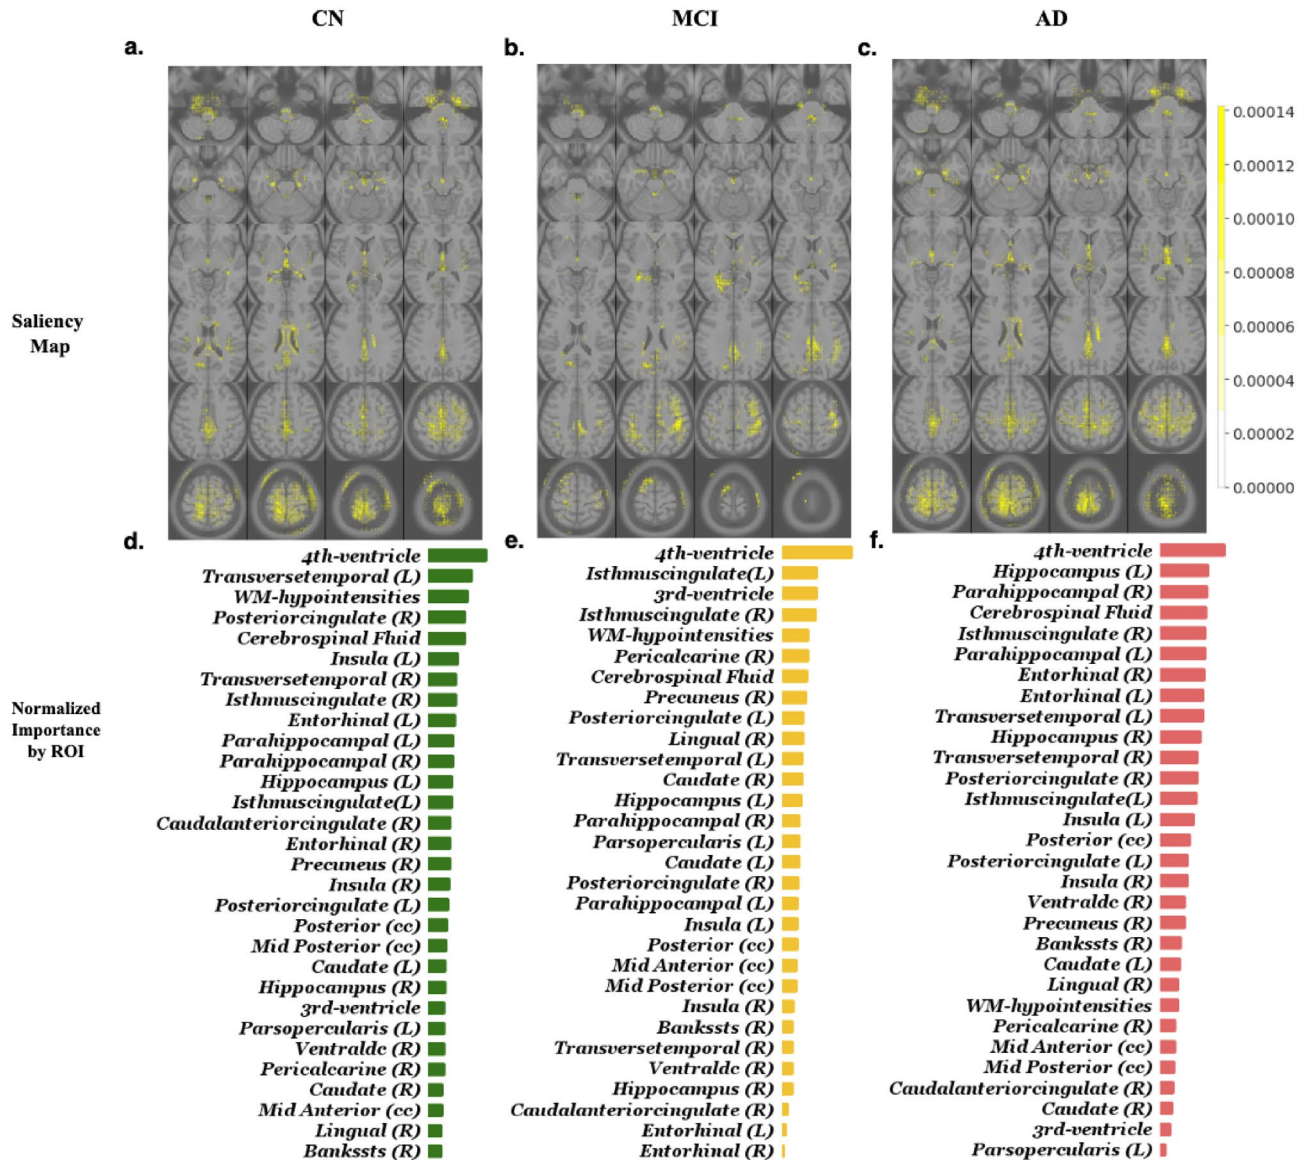 CN
MCI
AD
a.
b.
c.
Saliency
Map
0.00014
0.00012
0.00010
0.00008
0.00006
0.00004
0.00002
0.00000
d.
4th-ventricle
Transversetemporal (L)
WM-hypointensities
Posteriorcingulate (R)
Cerebrospinal Fluid
Insula (L)
Transversetemporal (R)
Isthmuscingulate (R)
Entorhinal (L)
Parahippocampal (L)
Parahippocampal (R)
Hippocampus (L)
Isthmuscingulate(L)
Caudalanteriorcingulate (R)
Entorhinal (R)
Precuneus (R)
Insula (R)
Posteriorcingulate (L)
Posterior (cc)
Mid Posterior (cc)
Caudate (L)
Hippocampus (R)
3rd-ventricle
Parsopercularis (L)
Ventraldc (R)
Pericalcarine (R)
Caudate (R)
Mid Anterior (cc)
Lingual (R)
Bankssts (R)
Normalized
Importance
by ROI
e.
4th-ventricle
Isthmuscingulate(L)
3rd-ventricle
Isthmuscingulate (R)
WM-hypointensities
Pericalcarine (R)
Cerebrospinal Fluid
Precuneus (R)
Posteriorcingulate (L)
Lingual (R)
Transversetemporal (L)
Caudate (R)
Hippocampus (L)
Parahippocampal (R)
Parsopercularis (L)
Caudate (L)
Posteriorcingulate (R)
Parahippocampal (L)
Insula (L)
Posterior (cc)
Mid Anterior (cc)
Mid Posterior (cc)
Insula (R)
Bankssts (R)
Transversetemporal (R)
Ventraldc (R)
Hippocampus (R)
Caudalanteriorcingulate (R)
Entorhinal (L)
Entorhinal (R)
f.
4th-ventricle
Hippocampus (L)
Parahippocampal (R)
Cerebrospinal Fluid
Isthmuscingulate (R)
Parahippocampal (L)
Entorhinal (R)
Entorhinal (L)
Transversetemporal (L)
Hippocampus (R)
Transversetemporal (R)
Posteriorcingulate (R)
Isthmuscingulate(L)
Insula (L)
Posterior (cc)
Posteriorcingulate (L)
Insula (R)
Ventraldc (R)
Precuneus (R)
Bankssts (R)
Caudate (L)
Lingual (R)
WM-hypointensities
Pericalcarine (R)
Mid Anterior (cc)
Mid Posterior (cc)
Caudalanteriorcingulate (R)
Caudate (R)
3rd-ventricle
Parsopercularis (L)